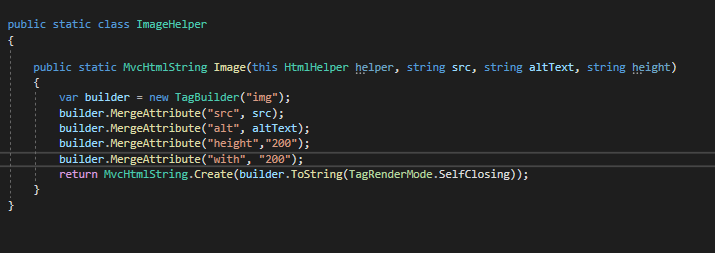 public static class ImageHelper
{
public static MvcHtmlString Image(this HtmlHelper helper, string src, string altText, string height)
{
var builder = new TagBuilder("img");
builder.MergeAttribute("src", src);
builder.MergeAttribute("alt", altText);
builder.MergeAttribute("height","200");
builder.MergeAttribute("with", "200");
return MvcHtmlString.Create(builder.ToString(TagRenderMode.SelfClosing));
}
}